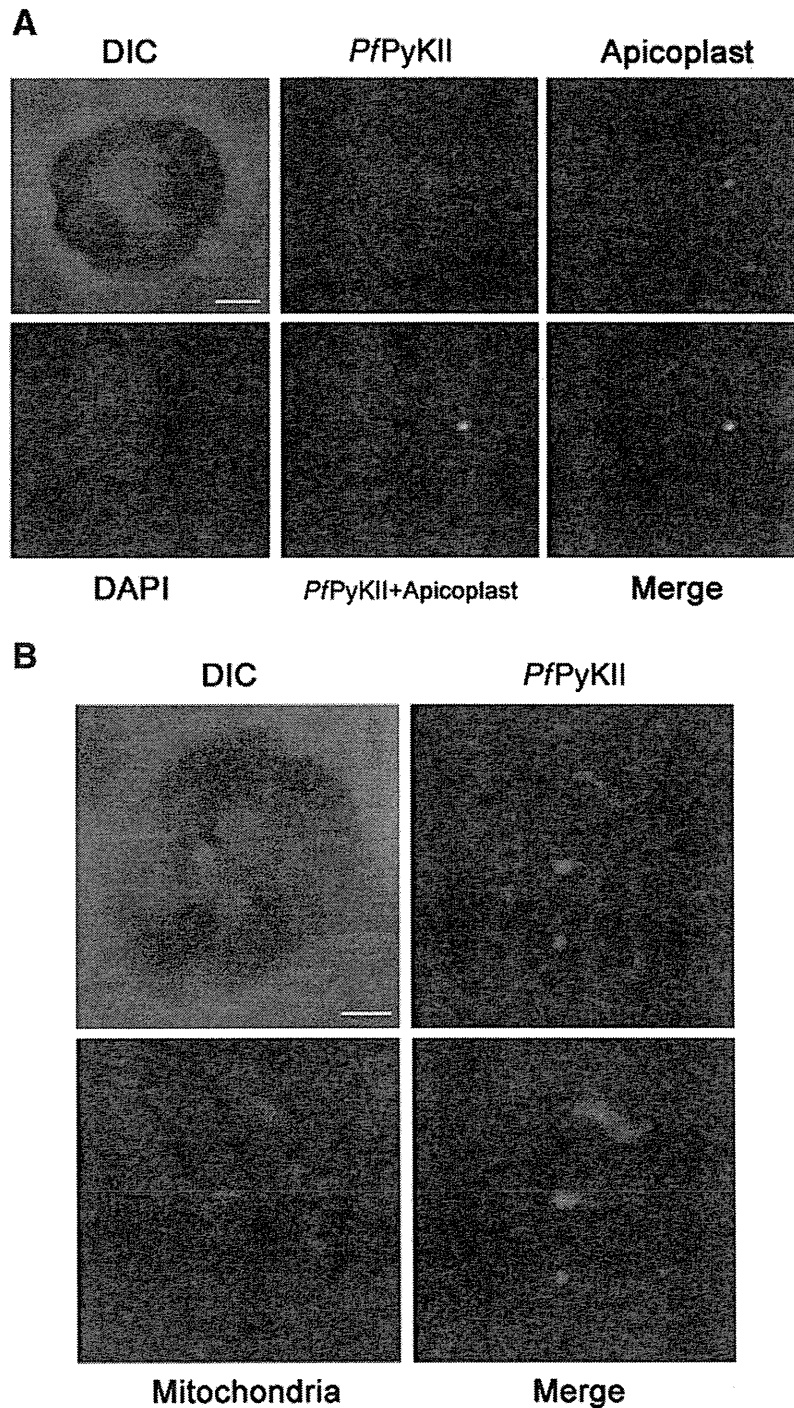 A
DIC
PfPyKII
Apicoplast
DAPI
PfPyKII+Apicoplast
Merge
B
DIC
PfPyKII
Mitochondria
Merge